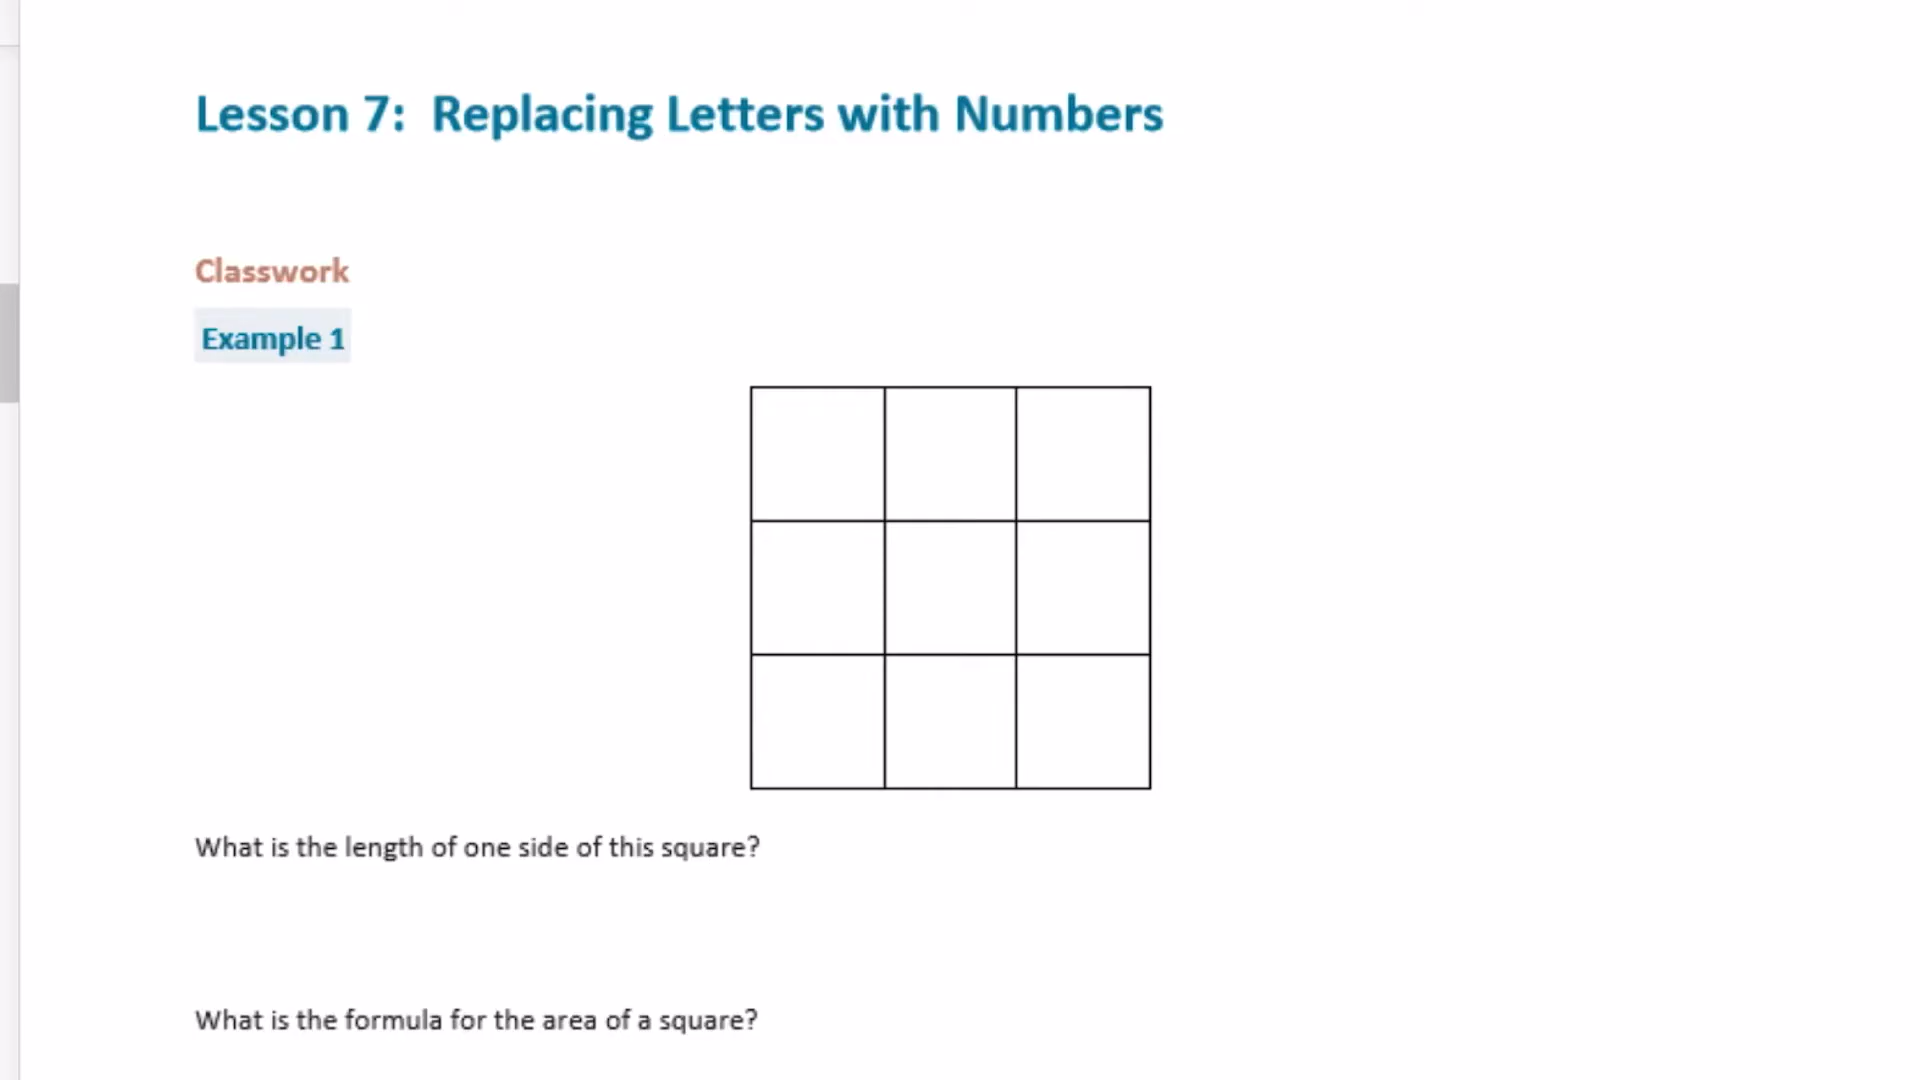 Lesson 7: Replacing Letters with Numbers
Classwork
Example 1
What is the length of one side of this square?
What is the formula for the area of a square?